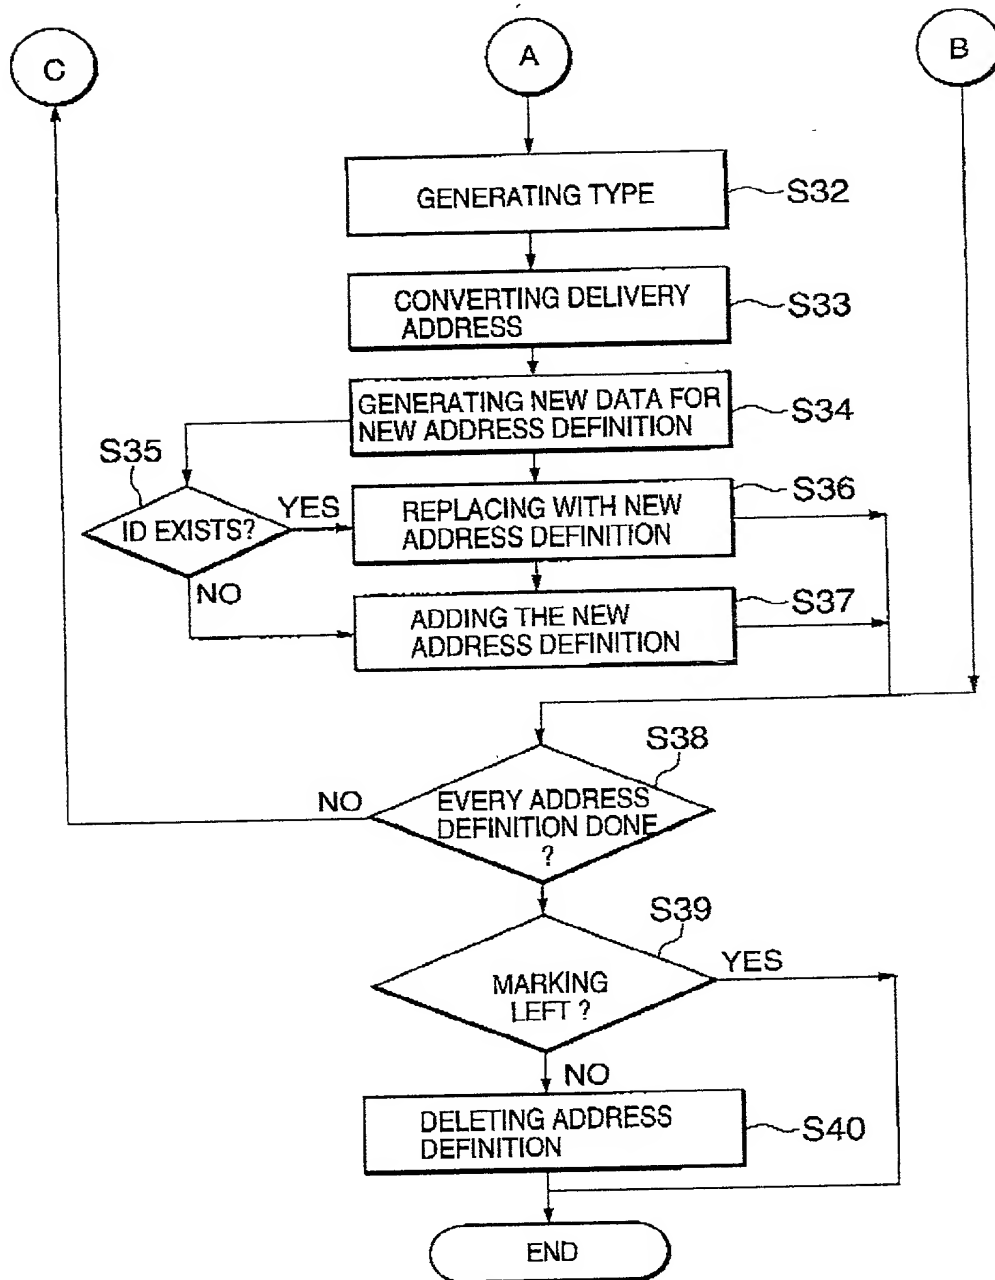 C
A
B
GENERATING TYPE
S32
CONVERTING DELIVERY
ADDRESS
S33
GENERATING NEW DATA FOR
NEW ADDRESS DEFINITION
S34
S35
ID EXISTS?
YES
NO
REPLACING WITH NEW
ADDRESS DEFINITION
S36
ADDING THE NEW
ADDRESS DEFINITION
S37
S38
EVERY ADDRESS
DEFINITION DONE
?
NO
S39
MARKING
LEFT ?
YES
NO
DELETING ADDRESS
DEFINITION
S40
END